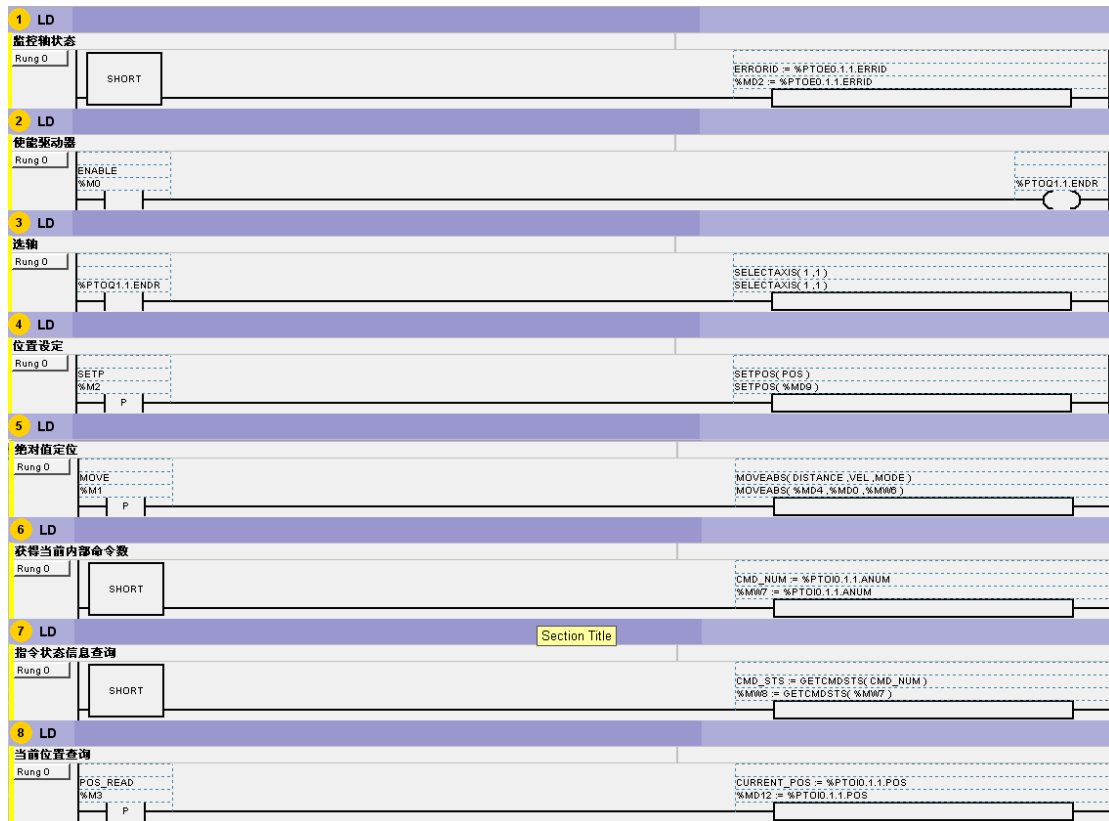 1 LD
监控轴状态
Rung 0
SHORT
ERRORID := %PTOE0.1.1.ERRID
%MD2 := %PTOE0.1.1.ERRID
2 LD
使能驱动器
Rung 0
ENABLE
%M0
%PTOQ1.1.ENDR
3 LD
选轴
Rung 0
%PTOQ1.1.ENDR
SELECTAXIS( 1 ,1 )
SELECTAXIS( 1 ,1 )
4 LD
位置设定
Rung 0
SETP
%M2
P
SETPOS( POS )
SETPOS( %MD9 )
5 LD
绝对值定位
Rung 0
MOVE
%M1
P
MOVEABS( DISTANCE ,VEL ,MODE )
MOVEABS( %MD4 ,%MD0 ,%MW6 )
6 LD
获得当前内部命令数
Rung 0
SHORT
CMD_NUM := %PTOI0.1.1.ANUM
%MW7 := %PTOI0.1.1.ANUM
7 LD
Section Title
指令状态信息查询
Rung 0
SHORT
CMD_STS := GETCMDSTS( CMD_NUM )
%MW8 := GETCMDSTS( %MW7 )
8 LD
当前位置查询
Rung 0
POS_READ
%M3
P
CURRENT_POS := %PTOI0.1.1.POS
%MD12 := %PTOI0.1.1.POS